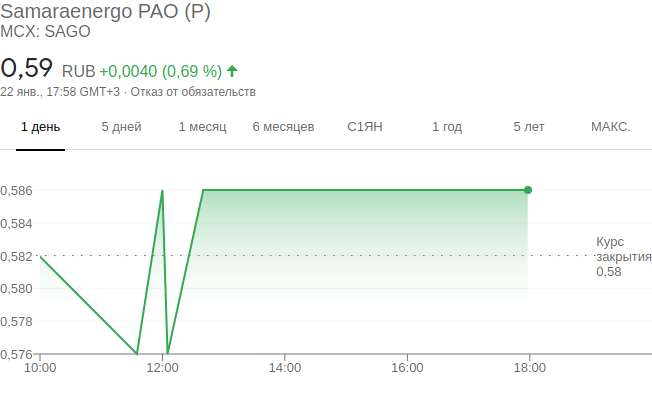 Samaraenergo PAO (P)
MCX: SAGO
0,59 RUB +0,0040 (0,69 %)
22 янв., 17:58 GMT+3 · Отказ от обязательств
1 день 5 дней 1 месяц 6 месяцев С1ЯН 1 год 5 лет МАКС.
0,586
0,584
0,582
Курс
закрытия
0,58
0,580
0,578
0,576
10:00 12:00 14:00 16:00 18:00